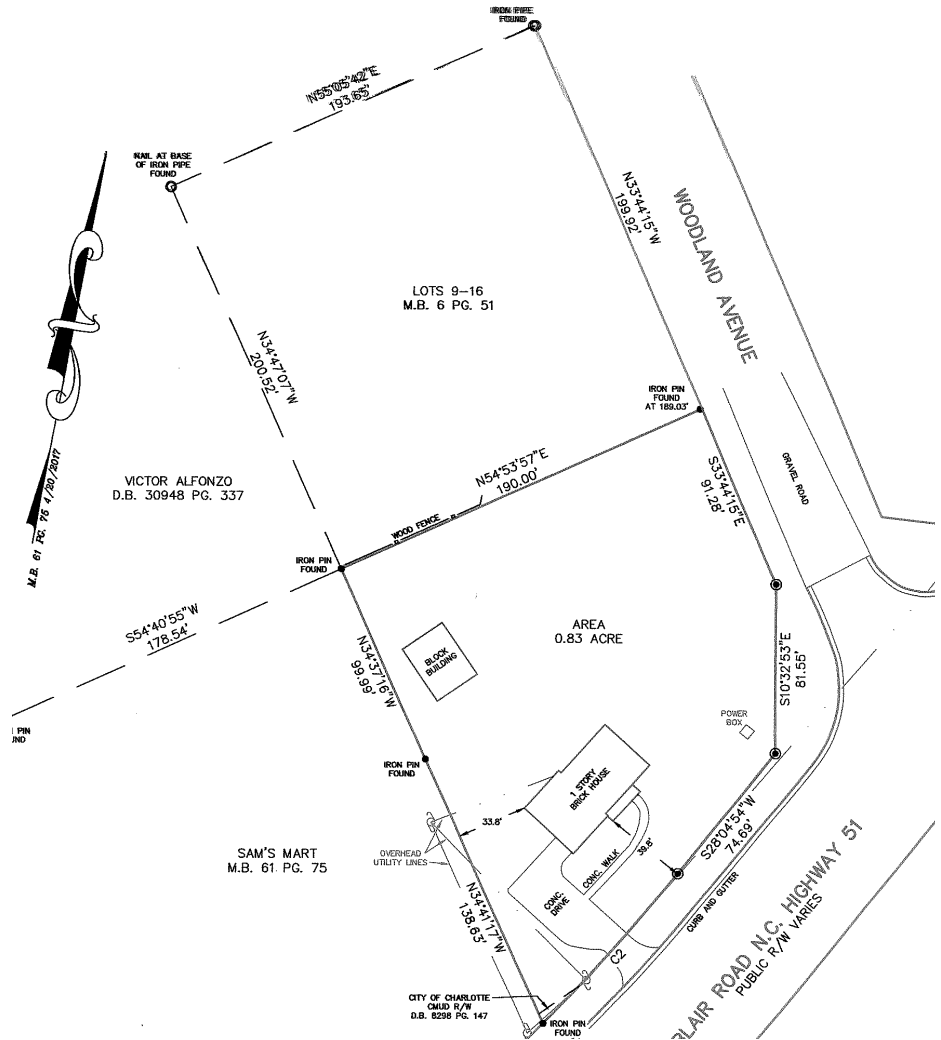 IRON PIPE
FOUND
N55°05'42"E
193.65'
NAIL AT BASE
OF IRON PIPE
FOUND
N33°44'15"W
199.92'
WOODLAND AVENUE
LOTS 9-16
M.B. 6 PG. 51
N34°47'07"W
200.52'
IRON PIN
FOUND
AT 189.03'
M.B. 61 PG. 75 4/20/2017
VICTOR ALFONZO
D.B. 30948 PG. 337
N54°53'57"E
190.00'
WOOD FENCE
S33°44'15"E
91.28'
GRAVEL ROAD
IRON PIN
FOUND
S54°40'55"W
178.54'
AREA
0.83 ACRE
N34°37'16"W
99.99'
BLOCK
BUILDING
S10°32'53"E
81.55'
POWER
BOX
PIN
IRON PIN
FOUND
1 STORY
BRICK HOUSE
33.8'
39.8'
S28°04'54"W
74.69'
SAM'S MART
M.B. 61 PG. 75
OVERHEAD
UTILITY LINES
CONC. WALK
CONC.
DRIVE
N34°41'17"W
138.63'
CURB AND GUTTER
C2
BLAIR ROAD N.C. HIGHWAY 51
PUBLIC R/W VARIES
CITY OF CHARLOTTE
CMUD R/W
D.B. 8298 PG. 147
IRON PIN
FOUND